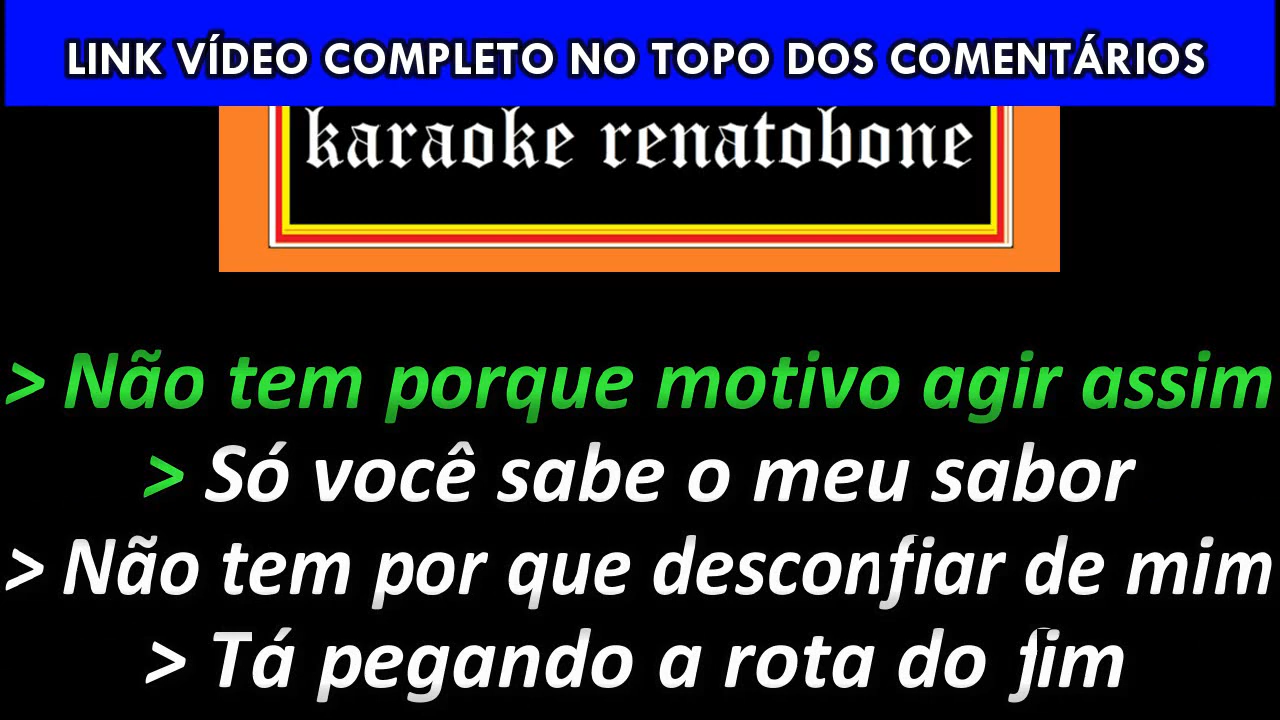 LINK VÍDEO COMPLETO NO TOPO DOS COMENTÁRIOS
karaoke renatobone
> Não tem porque motivo agir assim
> Só você sabe o meu sabor
> Não tem por que desconfiar de mim
> Tá pegando a rota do fim